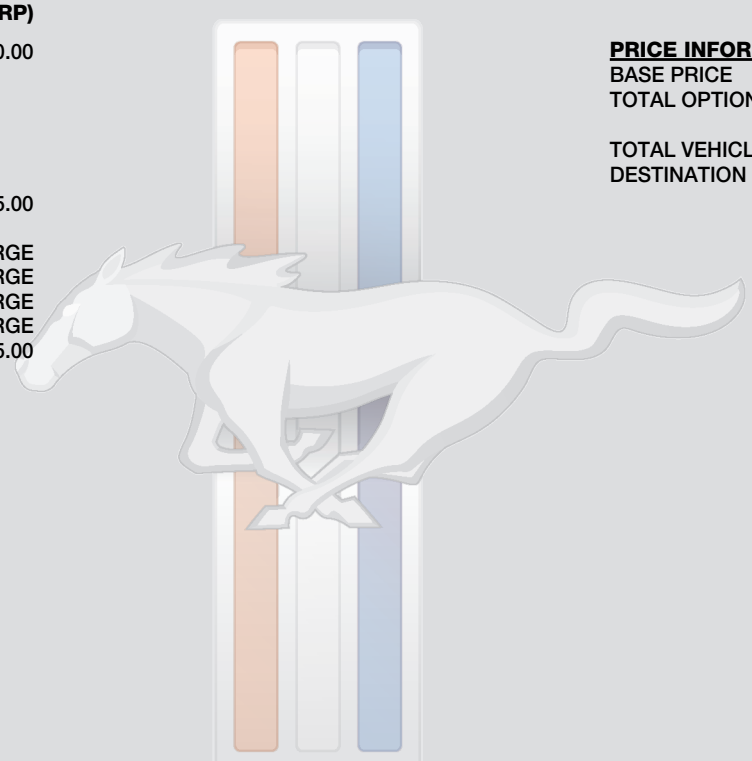 RP)
0.00
5.00
RGE
RGE
RGE
RGE
5.00
PRICE INFOR
BASE PRICE
TOTAL OPTION
TOTAL VEHICL
DESTINATION